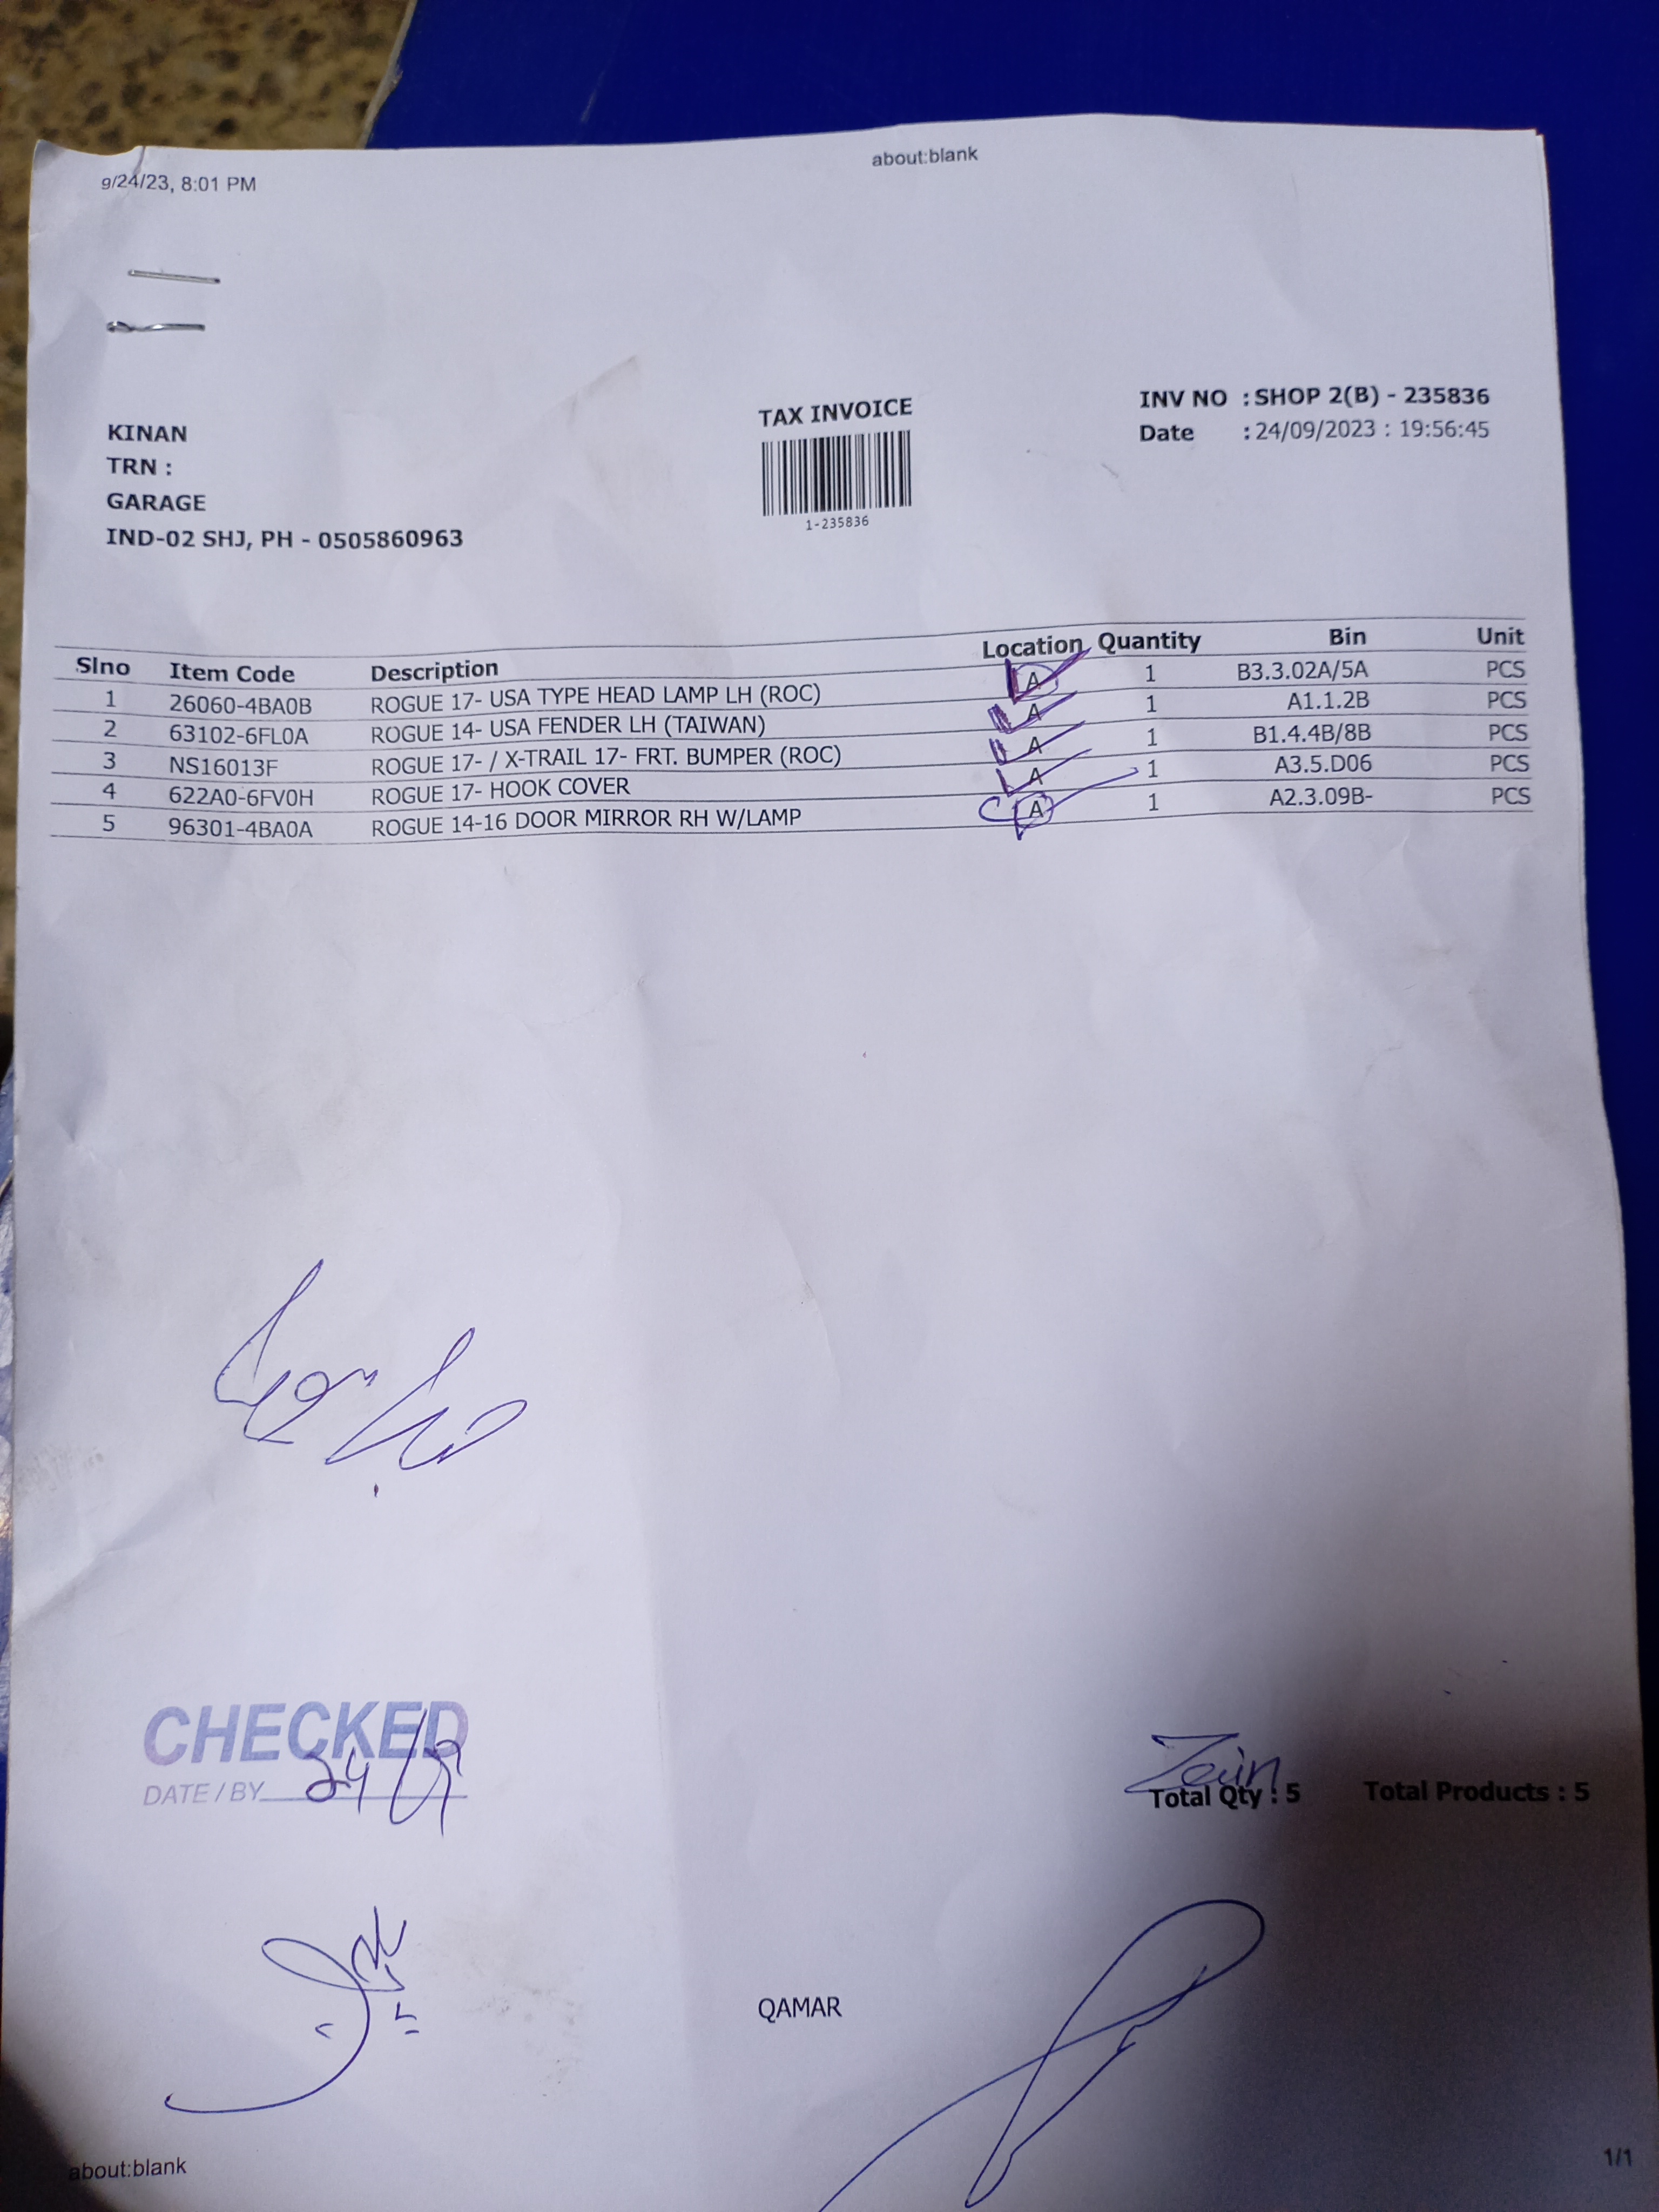 9/24/23, 8:01 PM about:blank
KINAN
TRN :
GARAGE
IND-02 SHJ, PH - 0505860963
TAX INVOICE
1-235836
INV NO : SHOP 2(B) - 235836
Date : 24/09/2023 : 19:56:45
Slno Item Code Description Location Quantity Bin Unit
1 26060-4BA0B ROGUE 17- USA TYPE HEAD LAMP LH (ROC) A 1 B3.3.02A/5A PCS
2 63102-6FL0A ROGUE 14- USA FENDER LH (TAIWAN) A 1 A1.1.2B PCS
3 NS16013F ROGUE 17- / X-TRAIL 17- FRT. BUMPER (ROC) A 1 B1.4.4B/8B PCS
4 622A0-6FV0H ROGUE 17- HOOK COVER A 1 A3.5.D06 PCS
5 96301-4BA0A ROGUE 14-16 DOOR MIRROR RH W/LAMP A 1 A2.3.09B- PCS
CHECKED
DATE / BY 24/9
Zain
Total Qty : 5 Total Products : 5
QAMAR
about:blank 1/1